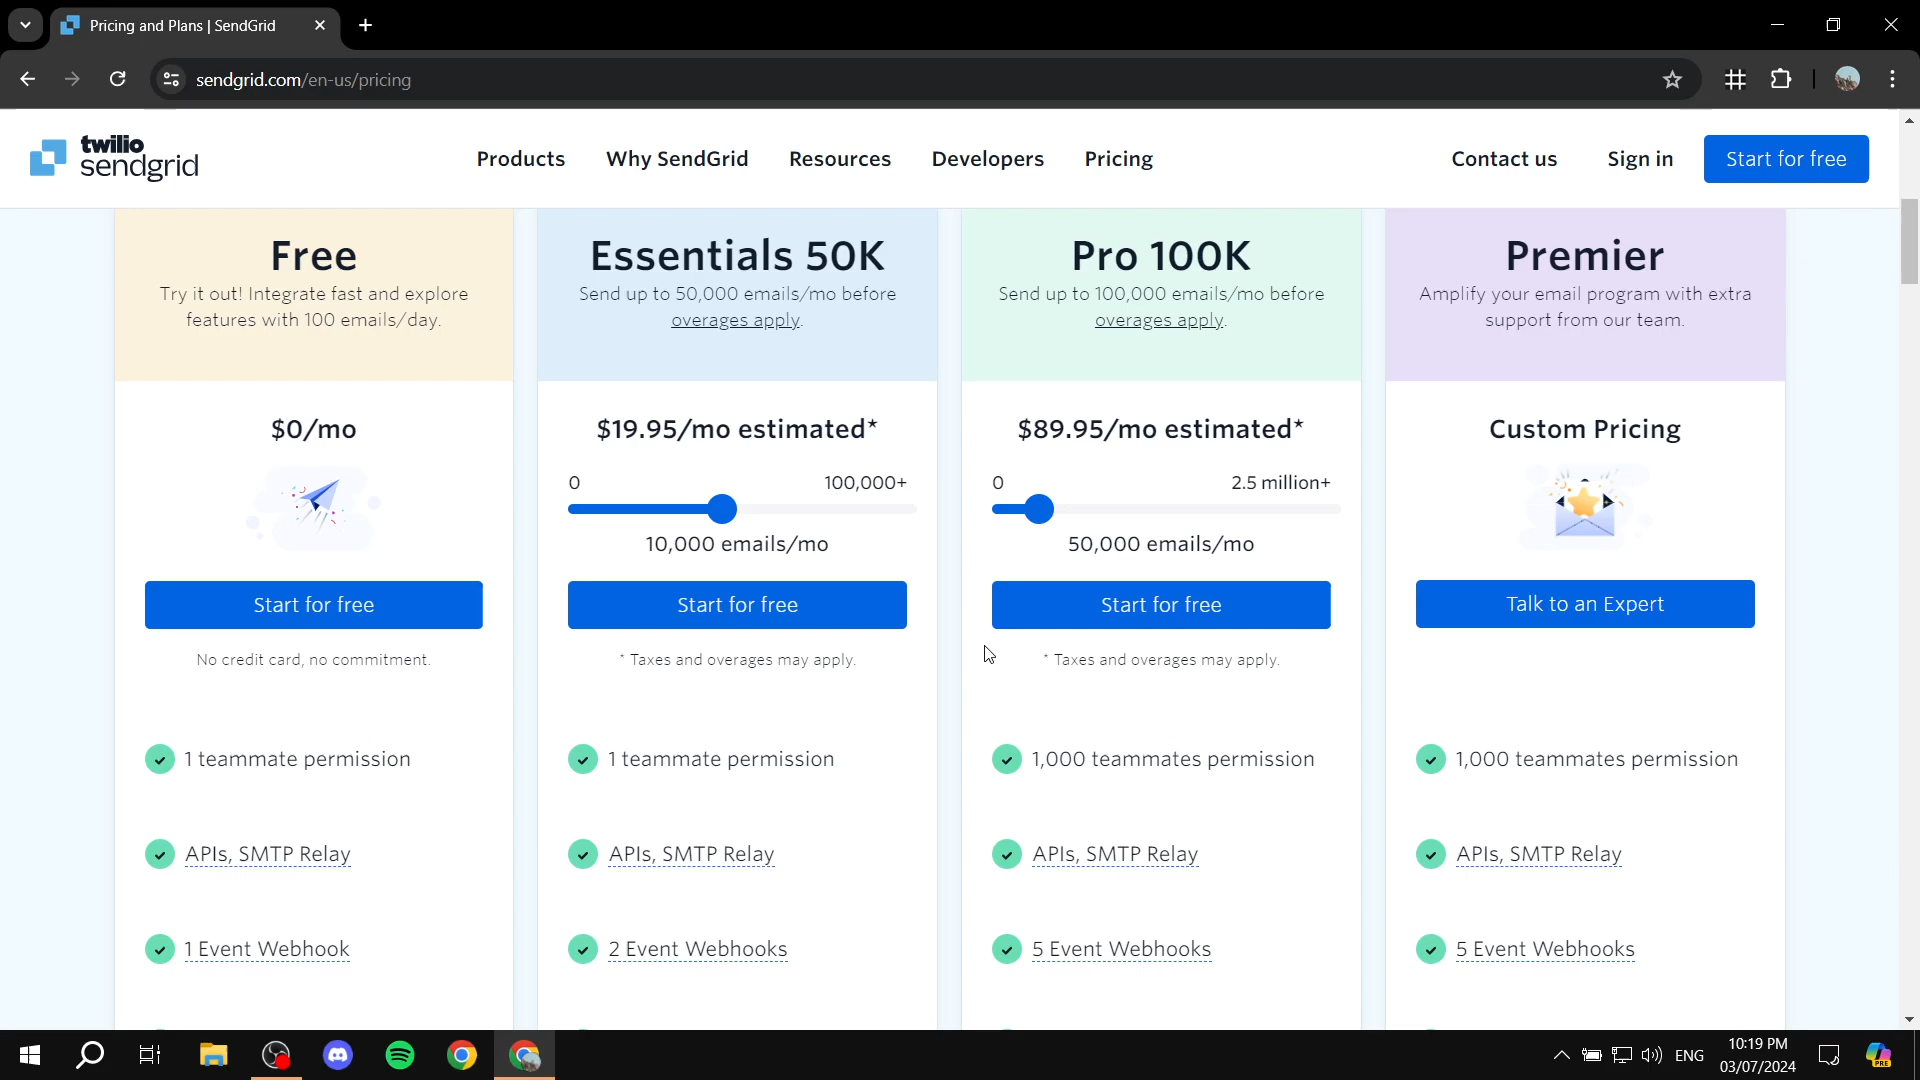 Pricing and Plans | SendGrid
sendgrid.com/en-us/pricing
twilio
sendgrid
Products
Why SendGrid
Resources
Developers
Pricing
Contact us
Sign in
Start for free
Free
Try it out! Integrate fast and explore
features with 100 emails/day.
$0/mo
Start for free
No credit card, no commitment.
1 teammate permission
APIs, SMTP Relay
1 Event Webhook
Essentials 50K
Send up to 50,000 emails/mo before
overages apply.
$19.95/mo estimated*
0
100,000+
10,000 emails/mo
Start for free
* Taxes and overages may apply.
1 teammate permission
APIs, SMTP Relay
2 Event Webhooks
Pro 100K
Send up to 100,000 emails/mo before
overages apply.
$89.95/mo estimated*
0
2.5 million+
50,000 emails/mo
Start for free
* Taxes and overages may apply.
1,000 teammates permission
APIs, SMTP Relay
5 Event Webhooks
Premier
Amplify your email program with extra
support from our team.
Custom Pricing
Talk to an Expert
1,000 teammates permission
APIs, SMTP Relay
5 Event Webhooks
ENG
10:19 PM
03/07/2024
PRE